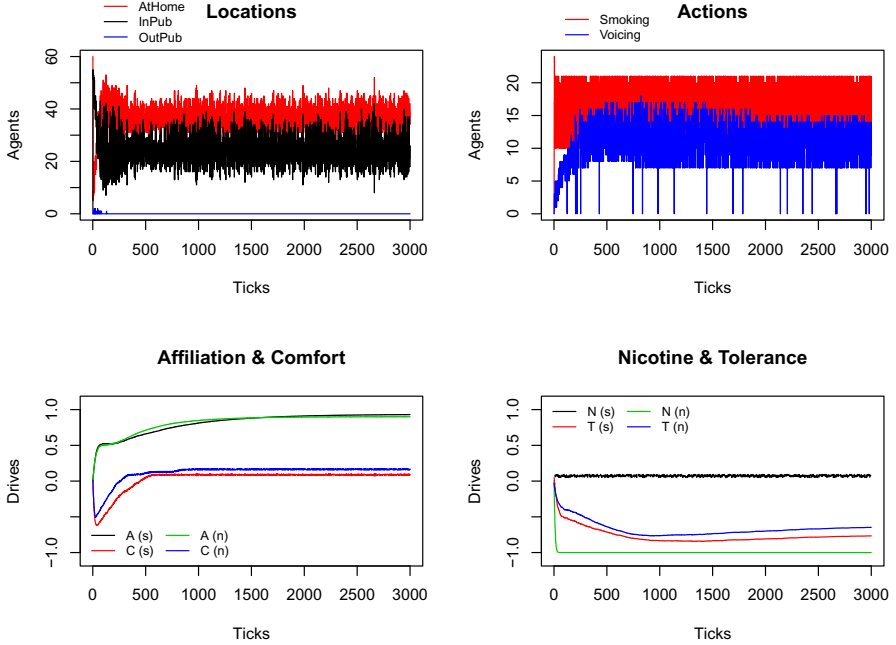 Locations
AtHome
InPub
OutPub
Agents
0
20
40
60
0 500 1000 1500 2000 2500 3000
Ticks
Actions
Smoking
Voicing
Agents
0
5
10
15
20
0 500 1000 1500 2000 2500 3000
Ticks
Affiliation & Comfort
Drives
−1.0
0.0
0.5
1.0
A (s) A (n)
C (s) C (n)
0 500 1000 1500 2000 2500 3000
Ticks
Nicotine & Tolerance
N (s) N (n)
T (s) T (n)
Drives
−1.0
0.0
0.5
1.0
0 500 1000 1500 2000 2500 3000
Ticks